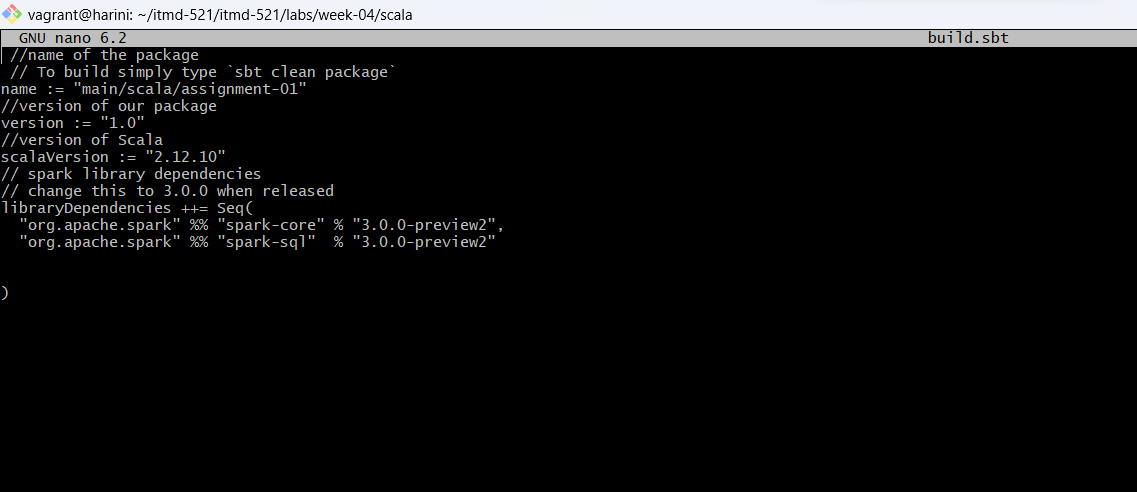 vagrant@harini: ~/itmd-521/itmd-521/labs/week-04/scala
GNU nano 6.2 build.sbt
//name of the package
// To build simply type `sbt clean package`
name := "main/scala/assignment-01"
//version of our package
version := "1.0"
//version of Scala
scalaVersion := "2.12.10"
// spark library dependencies
// change this to 3.0.0 when released
libraryDependencies ++= Seq(
"org.apache.spark" %% "spark-core" % "3.0.0-preview2",
"org.apache.spark" %% "spark-sql"  % "3.0.0-preview2"
)